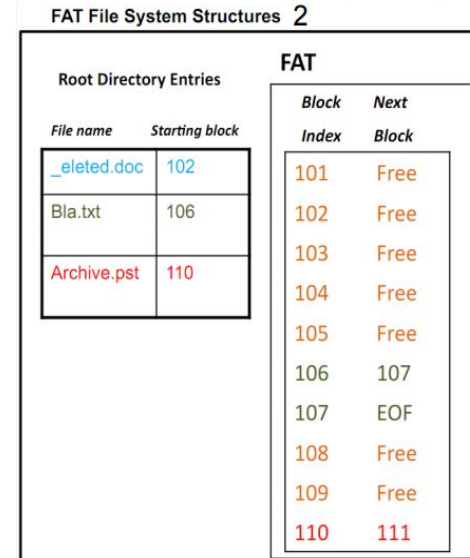 FAT File System Structures 2
Root Directory Entries
File name Starting block
_eleted.doc 102
Bla.txt 106
Archive.pst 110
FAT
Block Next
Index Block
101 Free
102 Free
103 Free
104 Free
105 Free
106 107
107 EOF
108 Free
109 Free
110 111